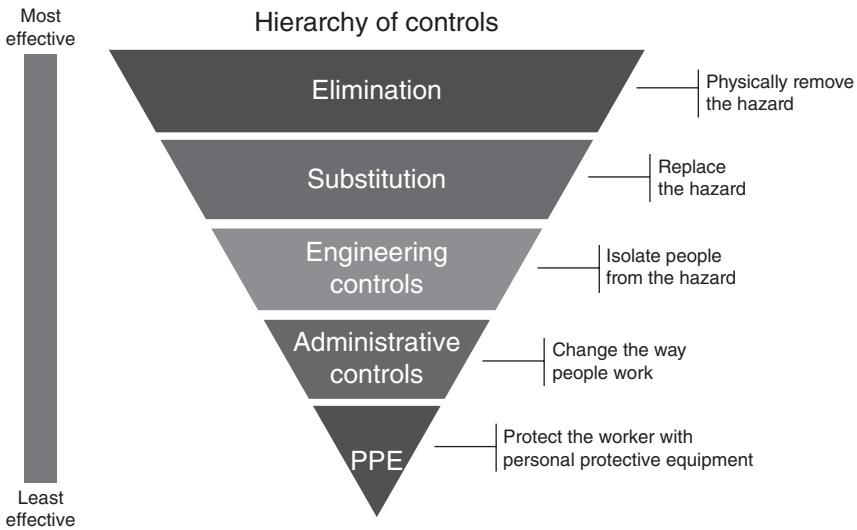 Most
effective
Hierarchy of controls
Elimination
Physically remove
the hazard
Substitution
Replace
the hazard
Engineering
controls
Isolate people
from the hazard
Administrative
controls
Change the way
people work
PPE
Protect the worker with
personal protective equipment
Least
effective